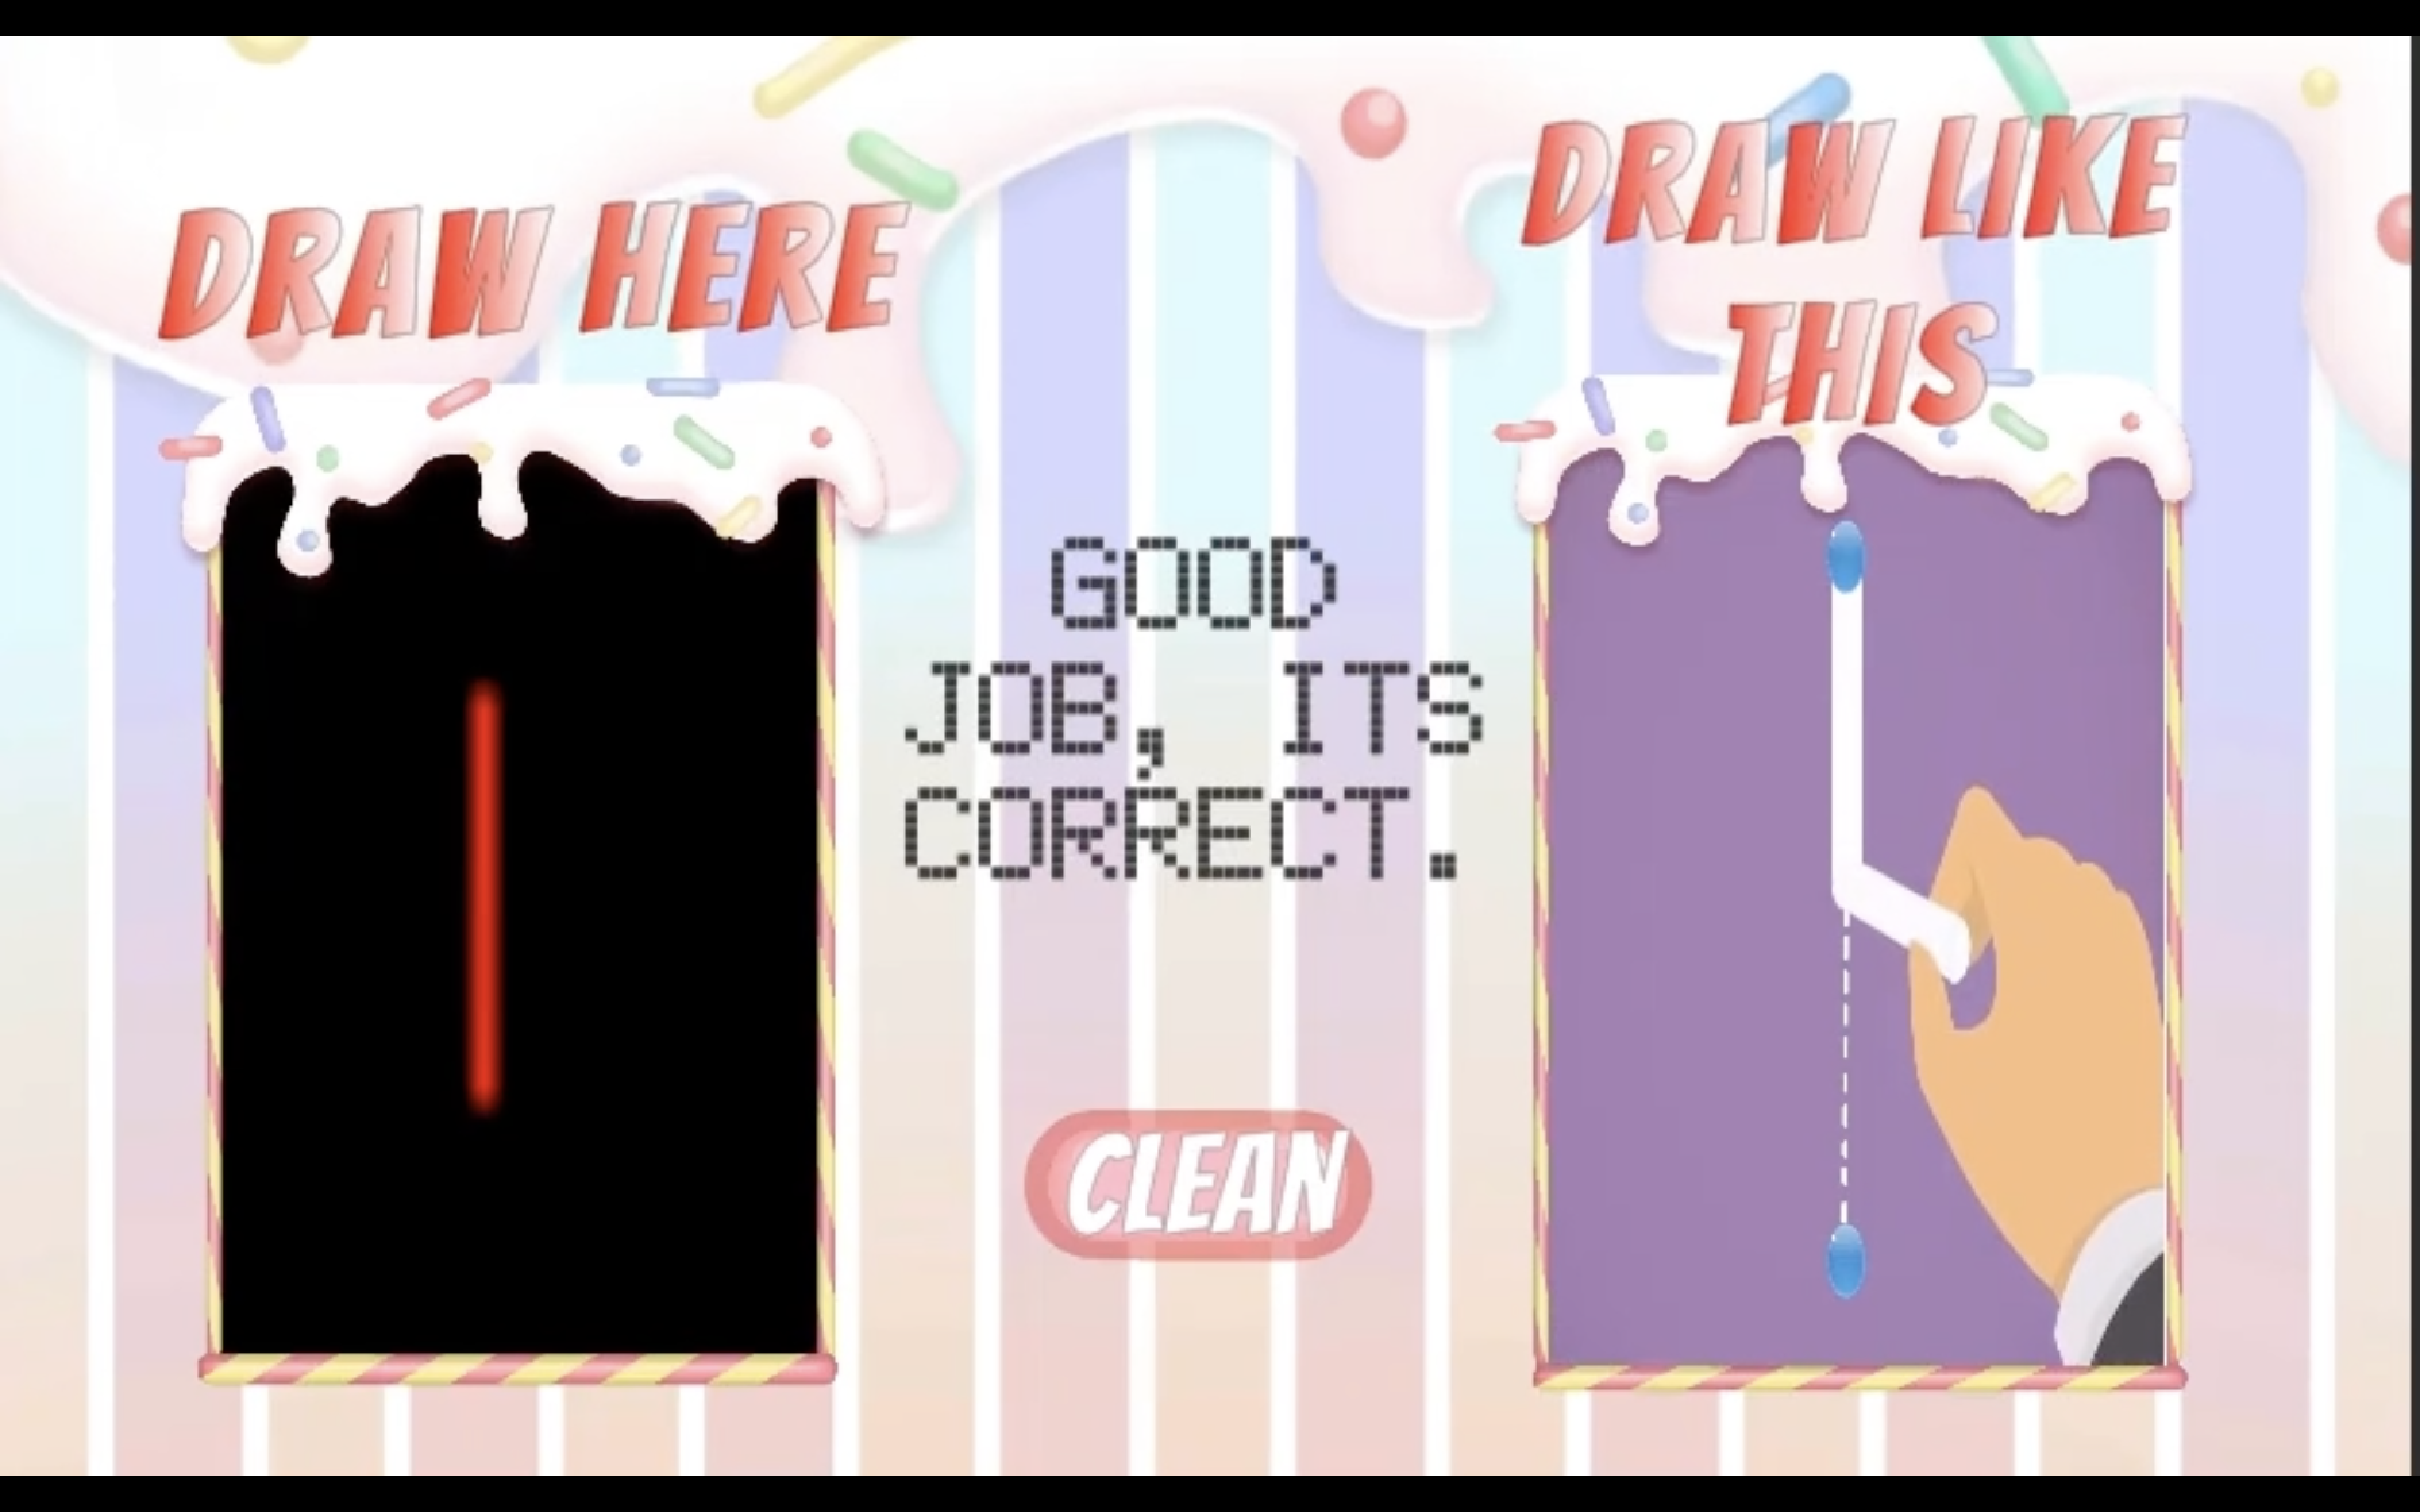 DRAW HERE
DRAW LIKE
THIS
GOOD
JOB, ITS
CORRECT.
CLEAN